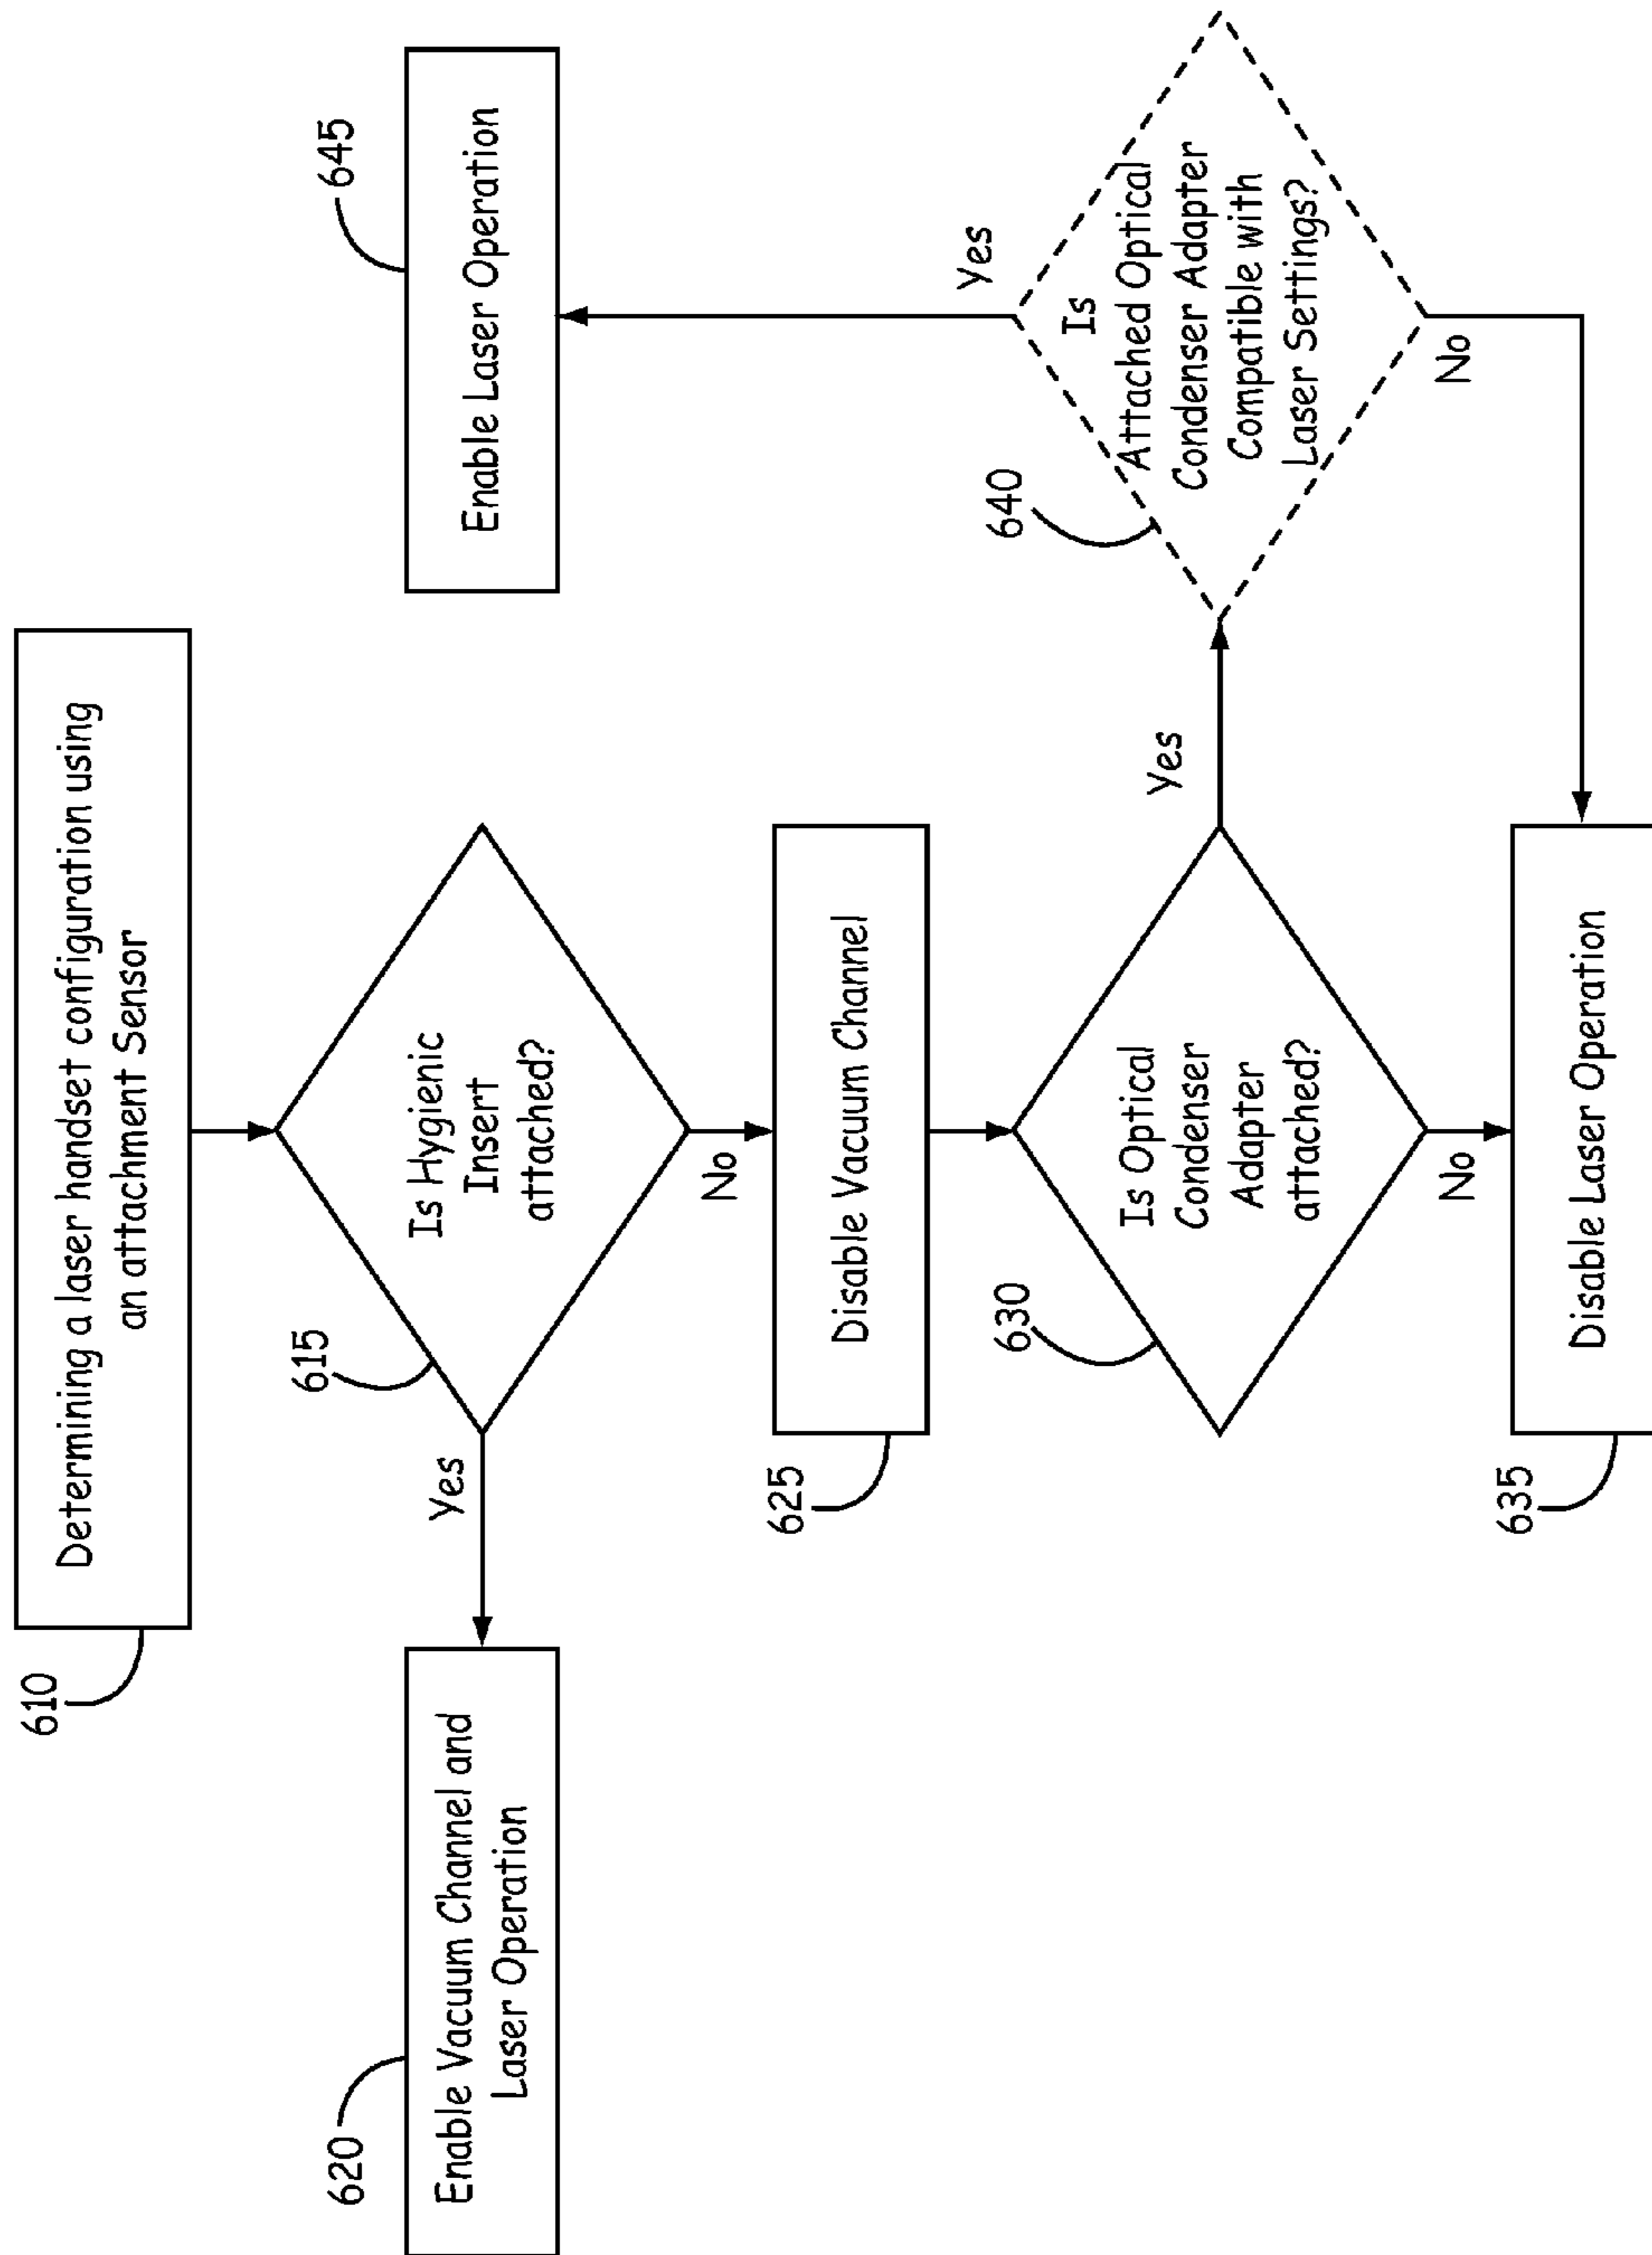 610
Determining a laser handset configuration using
an attachment Sensor
615
Is Hygienic
Insert
attached?
Yes
No
620
Enable Vacuum Channel and
Laser Operation
625
Disable Vacuum Channel
630
Is Optical
Condenser
Adapter
attached?
Yes
No
635
Disable Laser Operation
640
Is
Attached Optical
Condenser Adapter
Compatible with
Laser Settings?
Yes
No
645
Enable Laser Operation